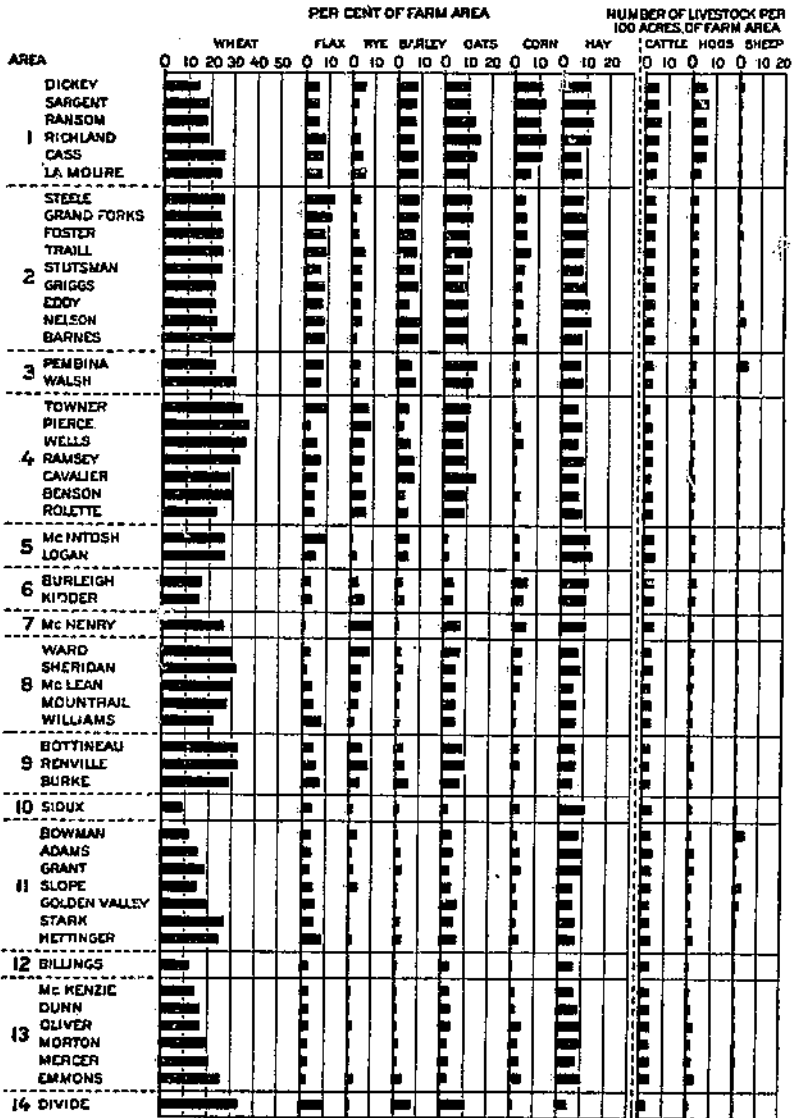 PER CENT OF FARM AREA
NUMBER OF LIVESTOCK PER
100 ACRES, OF FARM AREA
WHEAT FLAX RYE BARLEY OATS CORN HAY CATTLE HOGS SHEEP
AREA
0 10 20 30 40 50 0 10 0 10 0 10 0 10 20 0 10 0 10 20 0 10 0 10 0 10 20
DICKEY
SARGENT
RANSOM
1 RICHLAND
CASS
LA MOURE
STEELE
GRAND FORKS
FOSTER
TRAILL
2 STUTSMAN
GRIGGS
EDDY
NELSON
BARNES
3 PEMBINA
WALSH
TOWNER
PIERCE
WELLS
4 RAMSEY
CAVALIER
BENSON
ROLETTE
5 McINTOSH
LOGAN
6 BURLEIGH
KIDDER
7 McHENRY
WARD
SHERIDAN
8 McLEAN
MOUNTRAIL
WILLIAMS
BOTTINEAU
9 RENVILLE
BURKE
10 SIOUX
BOWMAN
ADAMS
GRANT
11 SLOPE
GOLDEN VALLEY
STARK
HETTINGER
12 BILLINGS
Mc KENZIE
DUNN
13 OLIVER
MORTON
MERCER
EMMONS
14 DIVIDE